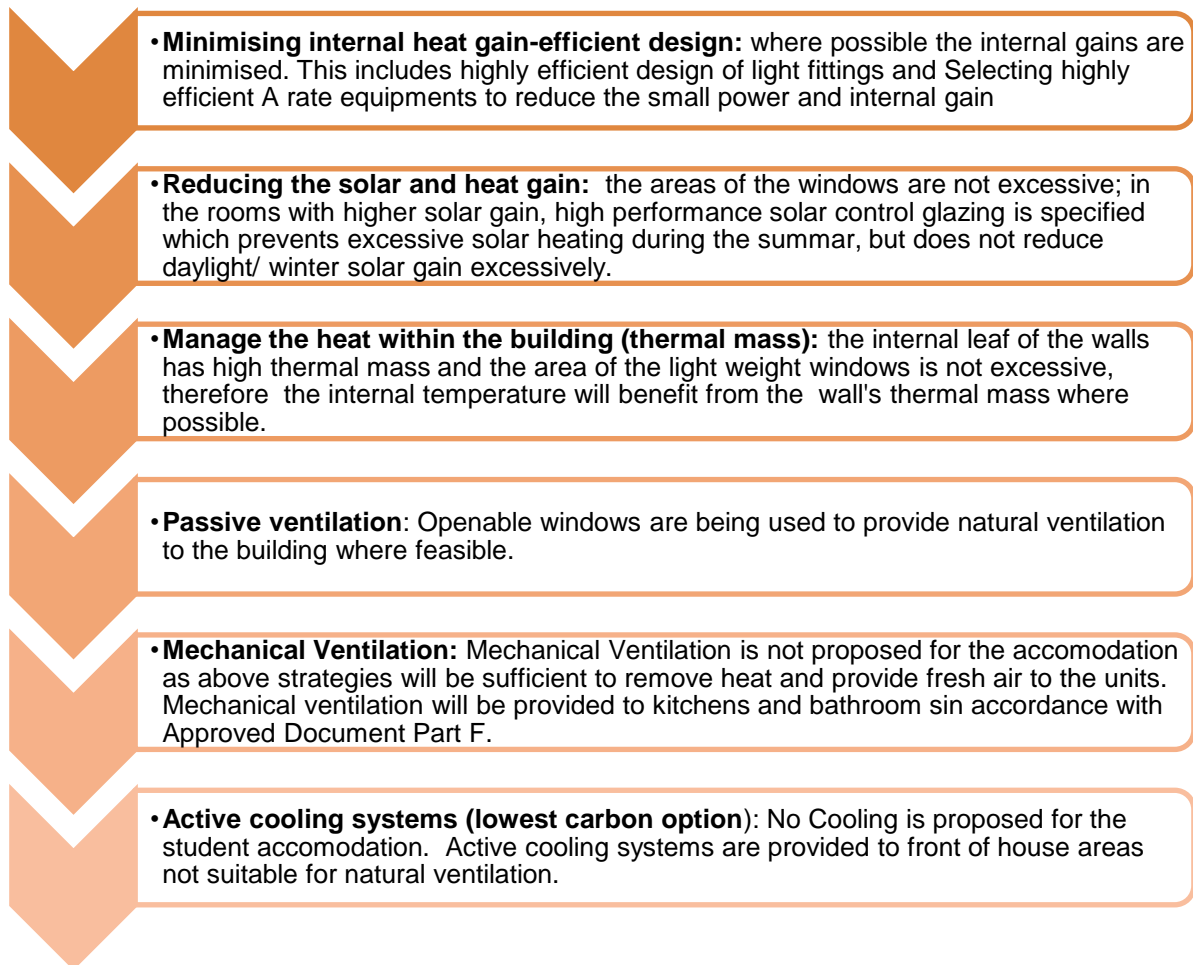 •Minimising internal heat gain-efficient design: where possible the internal gains are
minimised. This includes highly efficient design of light fittings and Selecting highly
efficient A rate equipments to reduce the small power and internal gain
•Reducing the solar and heat gain: the areas of the windows are not excessive; in
the rooms with higher solar gain, high performance solar control glazing is specified
which prevents excessive solar heating during the summar, but does not reduce
daylight/ winter solar gain excessively.
•Manage the heat within the building (thermal mass): the internal leaf of the walls
has high thermal mass and the area of the light weight windows is not excessive,
therefore the internal temperature will benefit from the wall's thermal mass where
possible.
•Passive ventilation: Openable windows are being used to provide natural ventilation
to the building where feasible.
•Mechanical Ventilation: Mechanical Ventilation is not proposed for the accomodation
as above strategies will be sufficient to remove heat and provide fresh air to the units.
Mechanical ventilation will be provided to kitchens and bathroom sin accordance with
Approved Document Part F.
•Active cooling systems (lowest carbon option): No Cooling is proposed for the
student accomodation. Active cooling systems are provided to front of house areas
not suitable for natural ventilation.